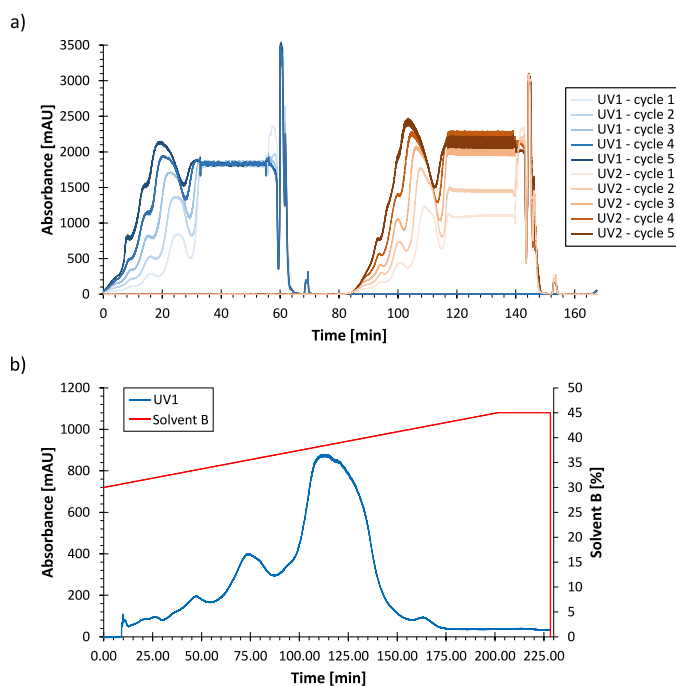 a)
Absorbance [mAU]
3500
3000
2500
2000
1500
1000
500
0
0 20 40 60 80 100 120 140 160
Time [min]
UV1 - cycle 1
UV1 - cycle 2
UV1 - cycle 3
UV1 - cycle 4
UV1 - cycle 5
UV2 - cycle 1
UV2 - cycle 2
UV2 - cycle 3
UV2 - cycle 4
UV2 - cycle 5
b)
Absorbance [mAU]
1200
1000
800
600
400
200
0
UV1
Solvent B
50
45
40
35
30
25
20
15
10
5
0
Solvent B [%]
0.00 25.00 50.00 75.00 100.00 125.00 150.00 175.00 200.00 225.00
Time [min]